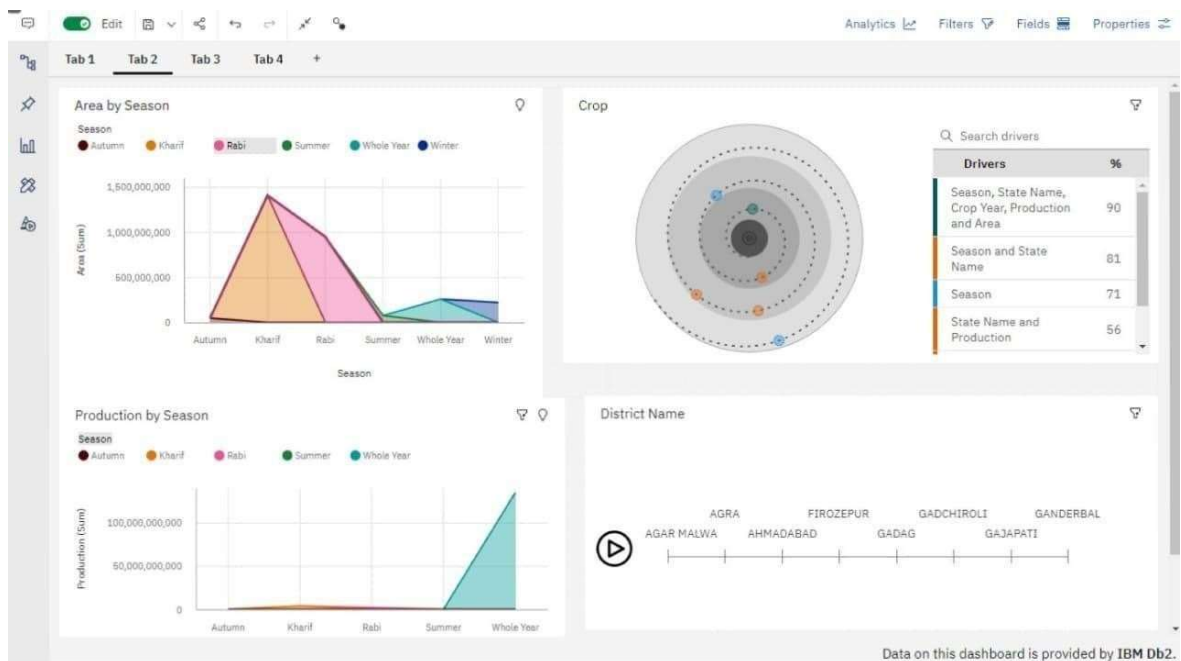 Edit
Analytics Filters Fields Properties
Tab 1 Tab 2 Tab 3 Tab 4 +
Area by Season
Season
Autumn Kharif Rabi Summer Whole Year Winter
Area (Sum)
1,500,000,000
1,000,000,000
500,000,000
0
Autumn Kharif Rabi Summer Whole Year Winter
Season
Crop
Search drivers
Drivers %
Season, State Name,
Crop Year, Production 90
and Area
Season and State 81
Name
Season 71
State Name and 56
Production
Production by Season
Season
Autumn Kharif Rabi Summer Whole Year
Production (Sum)
100,000,000,000
50,000,000,000
0
Autumn Kharif Rabi Summer Whole Year
District Name
AGRA FIROZEPUR GADCHIROLI GANDERBAL
AGAR MALWA AHMADABAD GADAG GAJAPATI
Data on this dashboard is provided by IBM Db2.